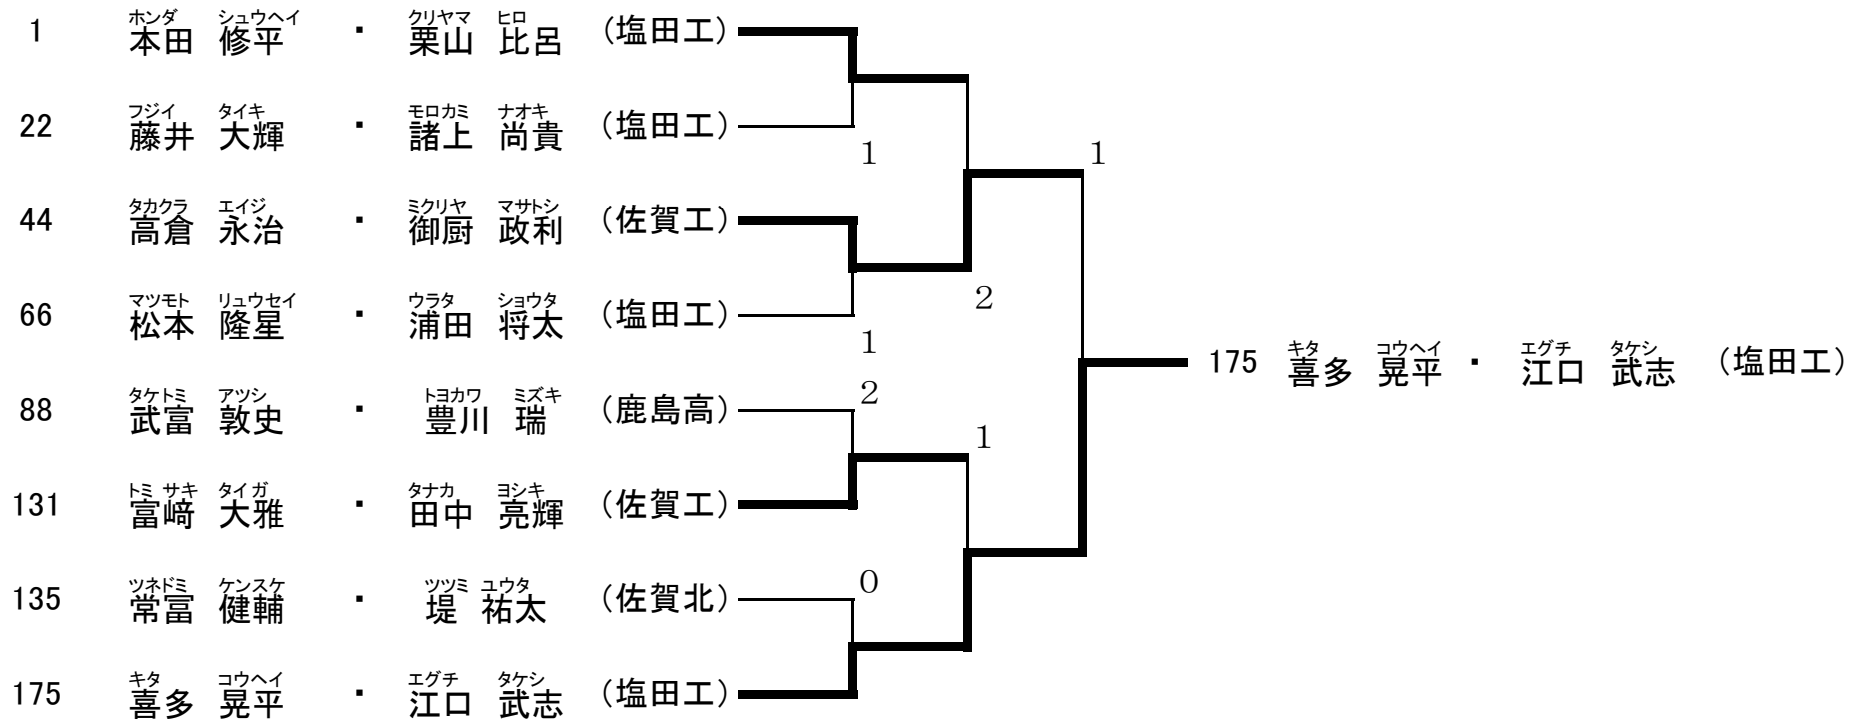 ホンダ シュウヘイ クリヤマ ヒロ
1 本田 修平 ・ 栗山 比呂 (塩田工)
フジイ タイキ モロカミ ナオキ
22 藤井 大輝 ・ 諸上 尚貴 (塩田工)
1 1
タカクラ エイジ ミクリヤ マサトシ
44 高倉 永治 ・ 御厨 政利 (佐賀工)
2
マツモト リュウセイ ウラタ ショウタ
66 松本 隆星 ・ 浦田 将太 (塩田工)
1
キタ コウヘイ エグチ タケシ
175 喜多 晃平 ・ 江口 武志 (塩田工)
タケトミ アツシ トヨカワ ミズキ
88 武富 敦史 ・ 豊川 瑞 (鹿島高) 2
1
トミ サキ タイガ タナカ ヨシキ
131 富﨑 大雅 ・ 田中 亮輝 (佐賀工)
ツネドミ ケンスケ ツツミ ユウタ
135 常冨 健輔 ・ 堤 祐太 (佐賀北) 0
キタ コウヘイ エグチ タケシ
175 喜多 晃平 ・ 江口 武志 (塩田工)